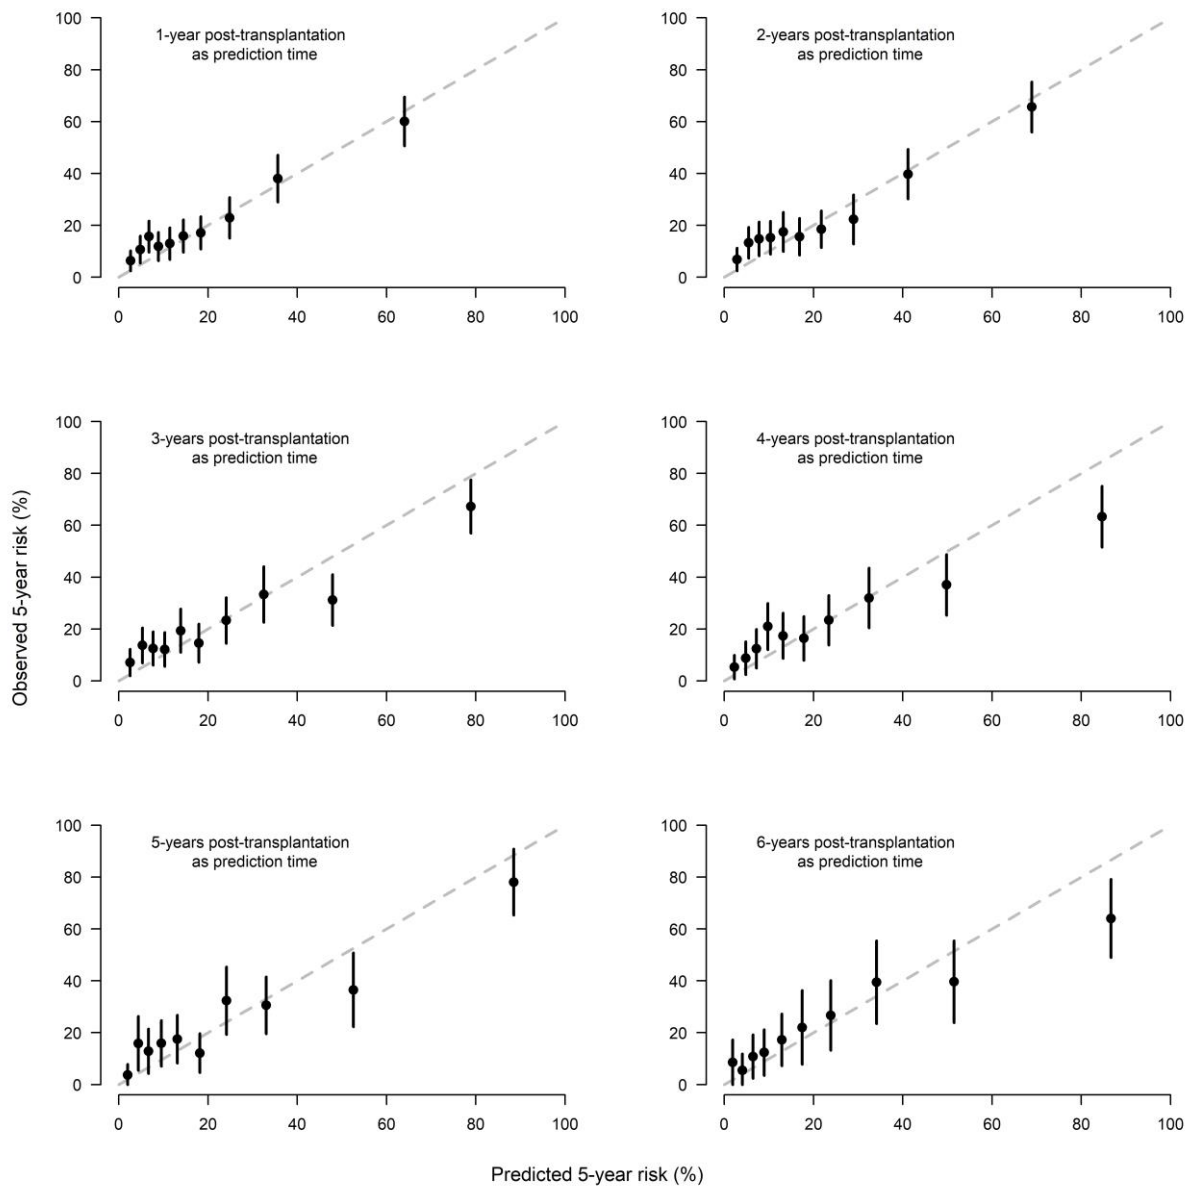 1-year post-transplantation
as prediction time
100
80
60
40
20
0
0 20 40 60 80 100
2-years post-transplantation
as prediction time
100
80
60
40
20
0
0 20 40 60 80 100
3-years post-transplantation
as prediction time
100
80
60
40
20
0
0 20 40 60 80 100
4-years post-transplantation
as prediction time
100
80
60
40
20
0
0 20 40 60 80 100
Observed 5-year risk (%)
5-years post-transplantation
as prediction time
100
80
60
40
20
0
0 20 40 60 80 100
6-years post-transplantation
as prediction time
100
80
60
40
20
0
0 20 40 60 80 100
Predicted 5-year risk (%)